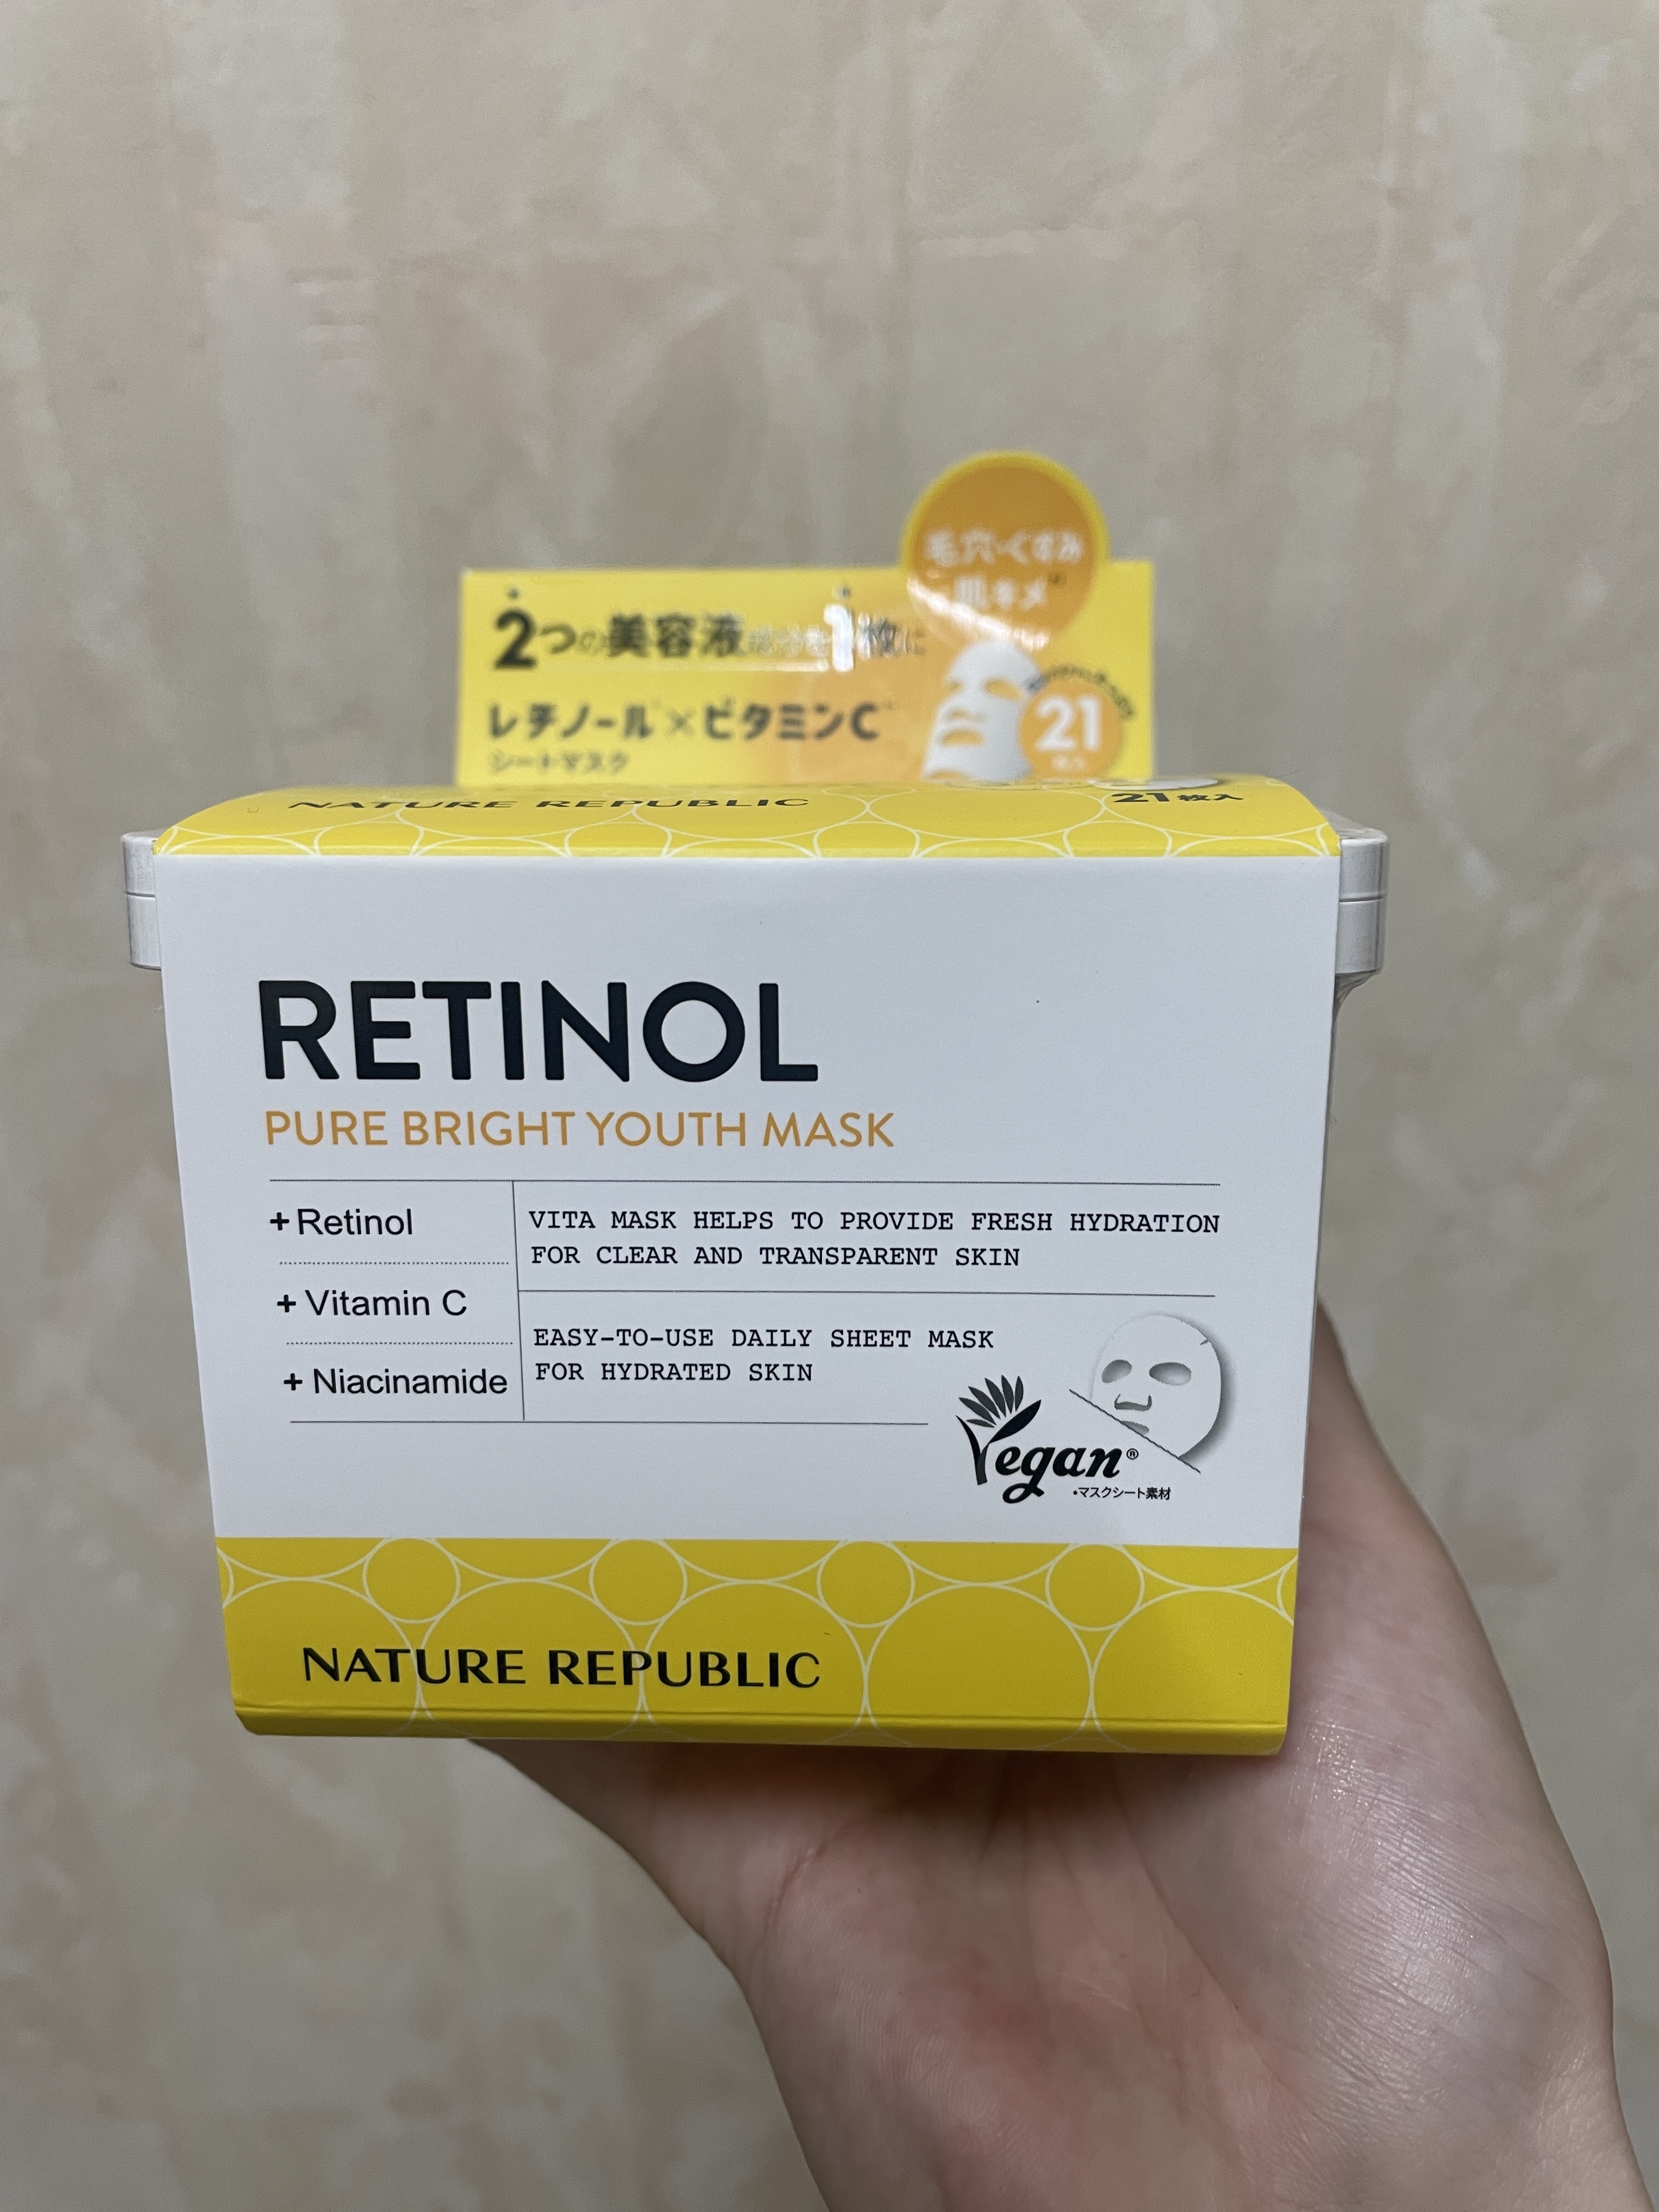 毛穴・くすみ
肌キメ
2つの美容液成分を1枚に
レチノール×ビタミンC
シートマスク
21
NATURE REPUBLIC
21枚入
RETINOL
PURE BRIGHT YOUTH MASK
+Retinol
VITA MASK HELPS TO PROVIDE FRESH HYDRATION
FOR CLEAR AND TRANSPARENT SKIN
+ Vitamin C
EASY-TO-USE DAILY SHEET MASK
FOR HYDRATED SKIN
+ Niacinamide
Vegan®
•マスクシート素材
NATURE REPUBLIC